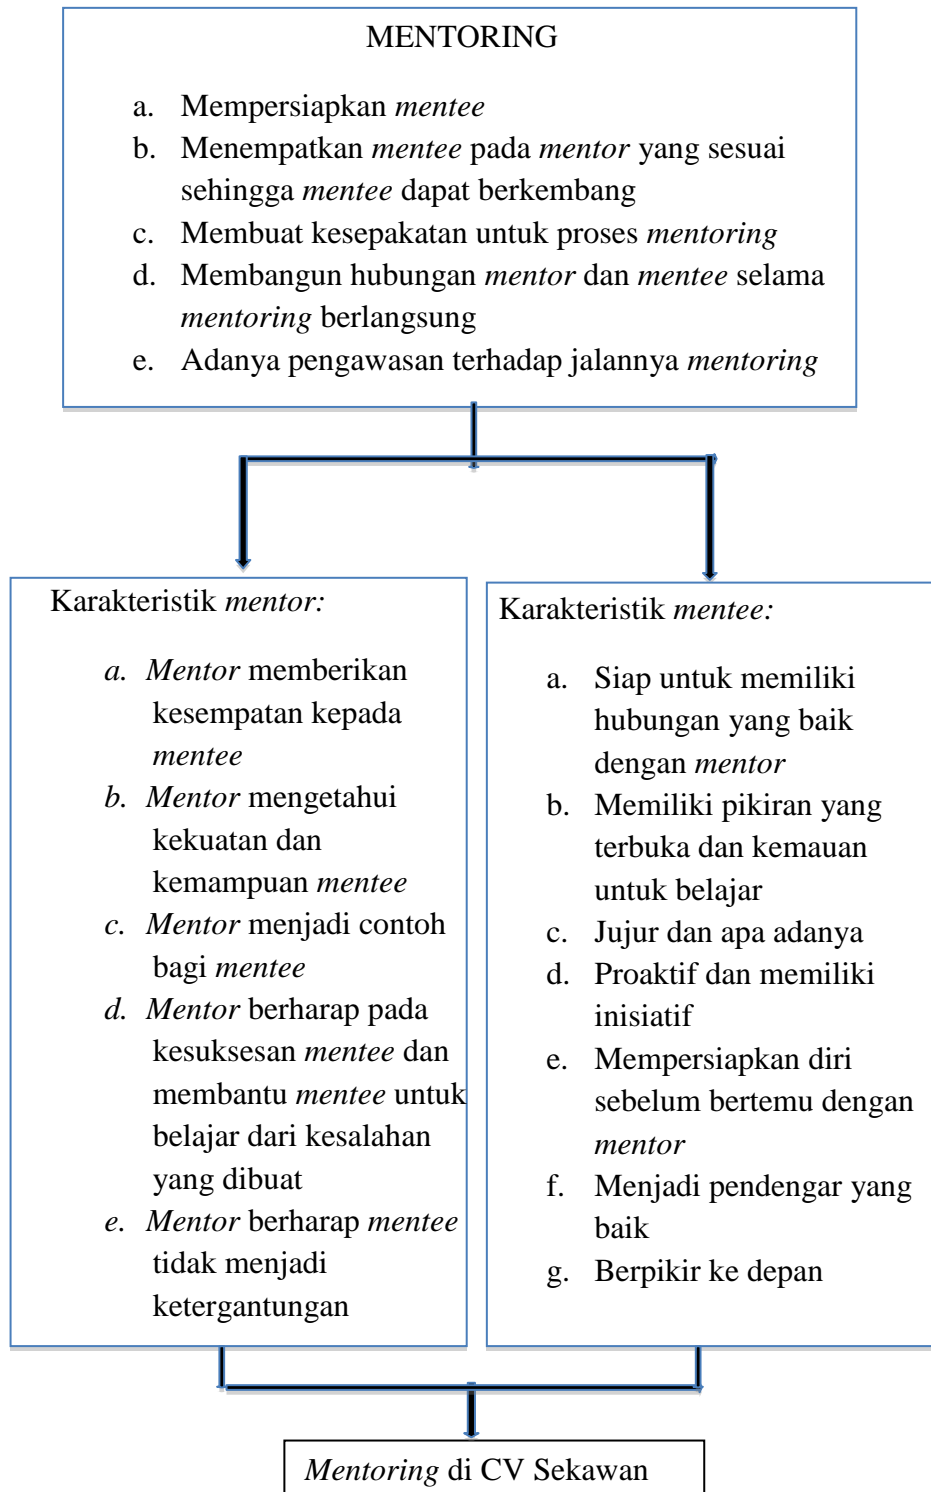 MENTORING
a. Mempersiapkan mentee
b. Menempatkan mentee pada mentor yang sesuai
sehingga mentee dapat berkembang
c. Membuat kesepakatan untuk proses mentoring
d. Membangun hubungan mentor dan mentee selama
mentoring berlangsung
e. Adanya pengawasan terhadap jalannya mentoring
Karakteristik mentor:
a. Mentor memberikan
kesempatan kepada
mentee
b. Mentor mengetahui
kekuatan dan
kemampuan mentee
c. Mentor menjadi contoh
bagi mentee
d. Mentor berharap pada
kesuksesan mentee dan
membantu mentee untuk
belajar dari kesalahan
yang dibuat
e. Mentor berharap mentee
tidak menjadi
ketergantungan
Karakteristik mentee:
a. Siap untuk memiliki
hubungan yang baik
dengan mentor
b. Memiliki pikiran yang
terbuka dan kemauan
untuk belajar
c. Jujur dan apa adanya
d. Proaktif dan memiliki
inisiatif
e. Mempersiapkan diri
sebelum bertemu dengan
mentor
f. Menjadi pendengar yang
baik
g. Berpikir ke depan
Mentoring di CV Sekawan